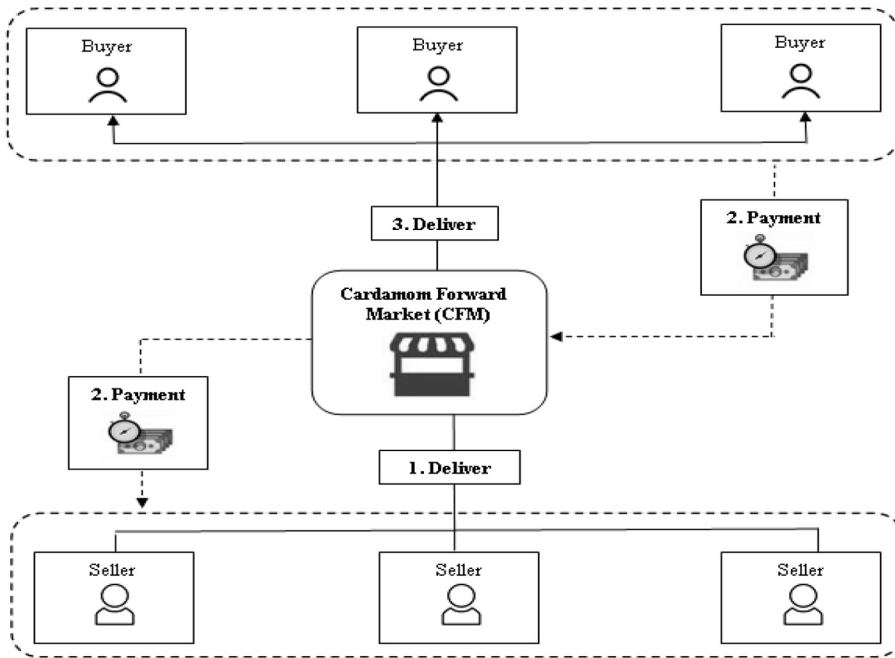 Buyer
Buyer
Buyer
3. Deliver
2. Payment
Cardamom Forward
Market (CFM)
2. Payment
1. Deliver
Seller
Seller
Seller